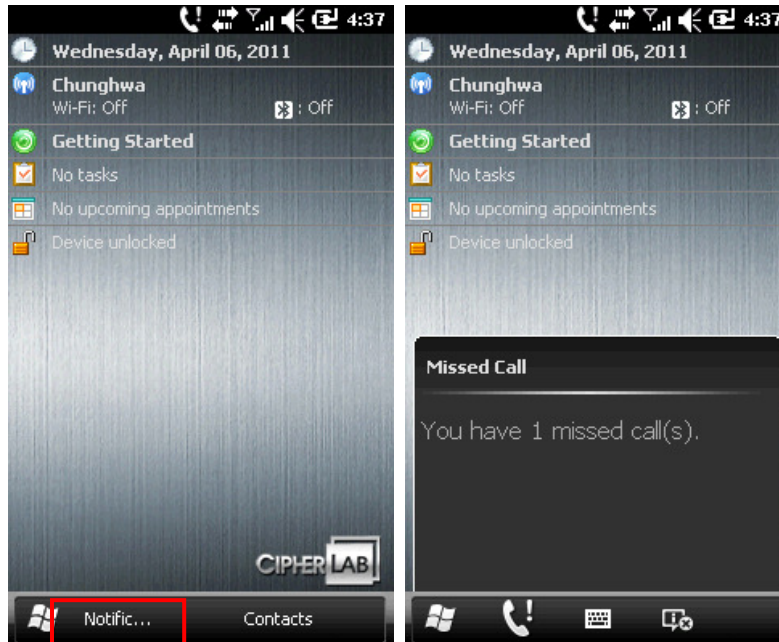 4:37
Wednesday, April 06, 2011
Chunghwa
Wi-Fi: Off : Off
Getting Started
No tasks
No upcoming appointments
Device unlocked
CIPHERLAB
Notific... Contacts
4:37
Wednesday, April 06, 2011
Chunghwa
Wi-Fi: Off : Off
Getting Started
No tasks
No upcoming appointments
Device unlocked
Missed Call
You have 1 missed call(s).